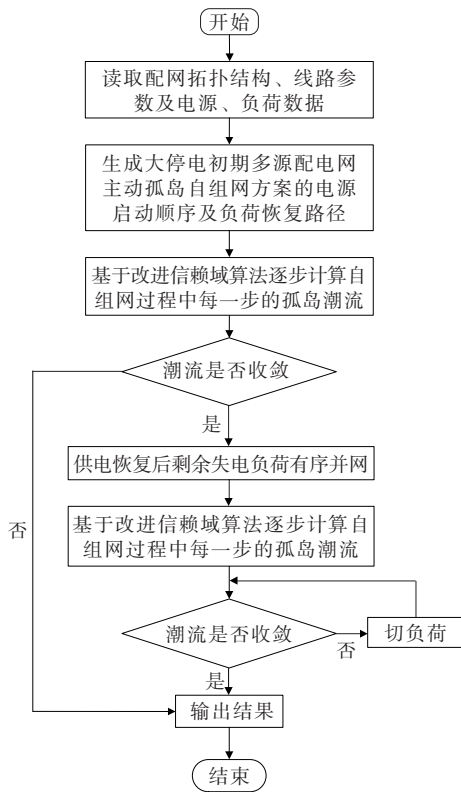 开始
读取配网拓扑结构、线路参
数及电源、负荷数据
生成大停电初期多源配电网
主动孤岛自组网方案的电源
启动顺序及负荷恢复路径
基于改进信赖域算法逐步计算自
组网过程中每一步的孤岛潮流
潮流是否收敛
是
供电恢复后剩余失电负荷有序并网
否
基于改进信赖域算法逐步计算自
组网过程中每一步的孤岛潮流
潮流是否收敛
否
切负荷
是
输出结果
结束